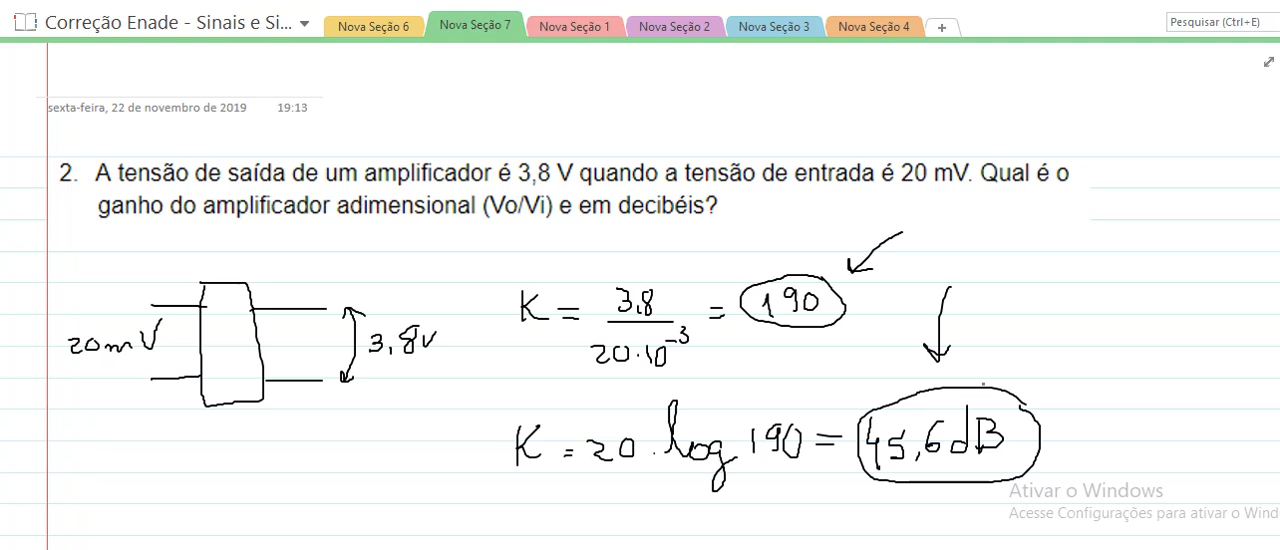 Correção Enade - Sinais e Si...
Nova Seção 6
Nova Seção 7
Nova Seção 1
Nova Seção 2
Nova Seção 3
Nova Seção 4
+
Pesquisar (Ctrl+E)
sexta-feira, 22 de novembro de 2019 19:13
2. A tensão de saída de um amplificador é 3,8 V quando a tensão de entrada é 20 mV. Qual é o
ganho do amplificador adimensional (Vo/Vi) e em decibéis?
20mV
3,8V
K = 3.8 / 20·10⁻³ = 190
K = 20 . log 190 = 45,6dB
Ativar o Windows
Acesse Configurações para ativar o Wind